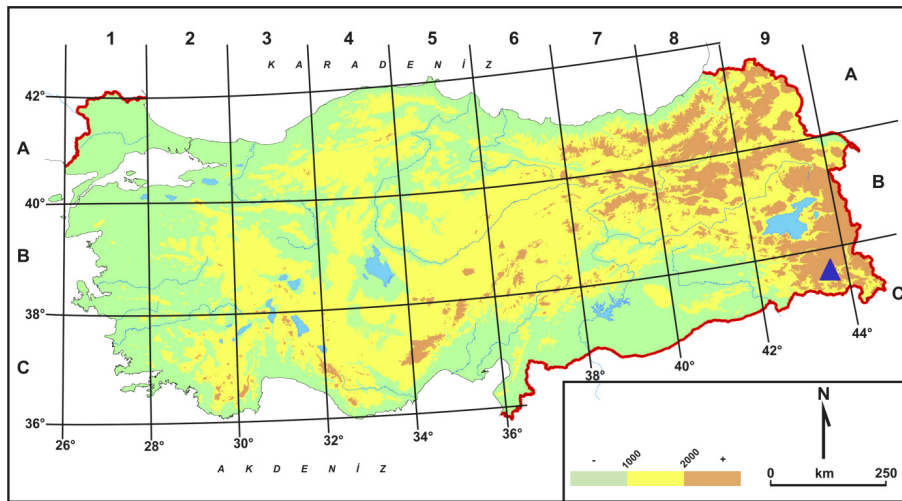 1 2 3 4 5 6 7 8 9
K A R A D E N İ Z
A
42°
A
B
40°
B
38°
C
C
44°
42°
40°
38°
36°
36°
26° 28° 30° 32° 34°
A K D E N İ Z
N
- 1000 2000 +
0 km 250